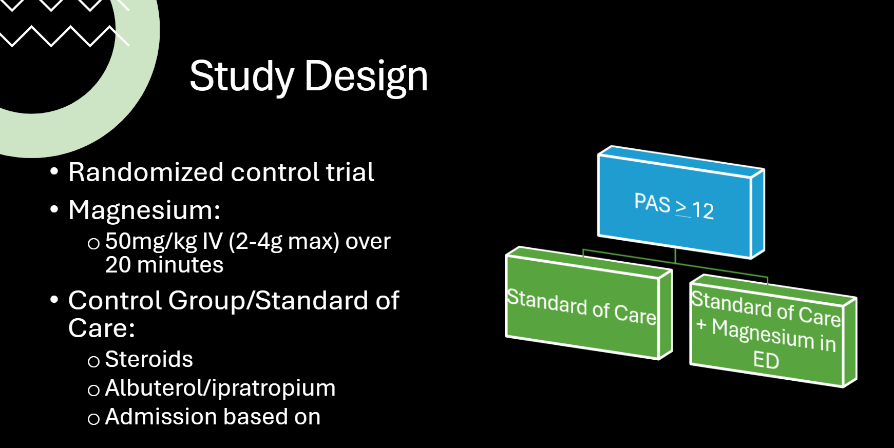 Study Design
• Randomized control trial
• Magnesium:
o 50mg/kg IV (2-4g max) over
20 minutes
• Control Group/Standard of
Care:
o Steroids
o Albuterol/ipratropium
o Admission based on
PAS ≥ 12
Standard of Care
Standard of Care
+ Magnesium in
ED